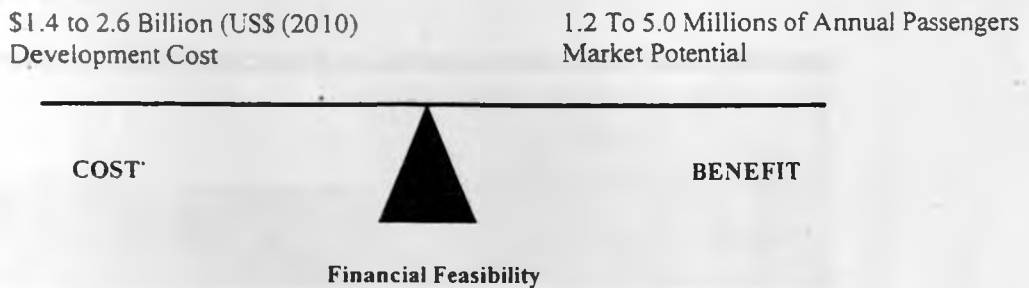 $1.4 to 2.6 Billion (US$ (2010)
Development Cost
1.2 To 5.0 Millions of Annual Passengers
Market Potential
COST
BENEFIT
Financial Feasibility